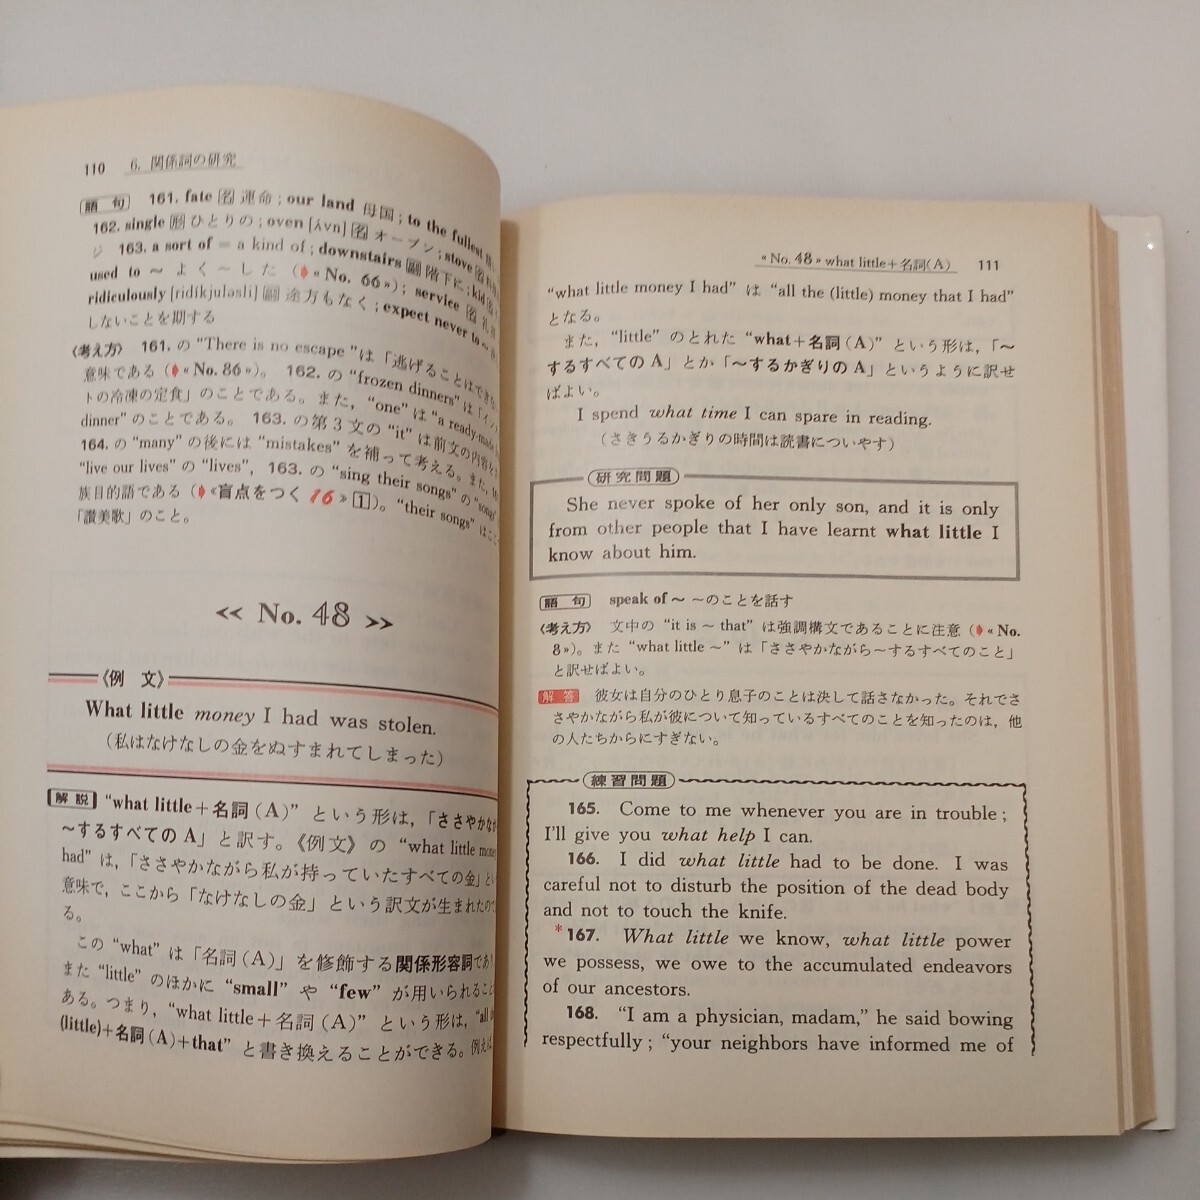 110 6. 関係詞の研究
語句 161. fate 名 運命 ; our land 母国 ; to the fullest
162. single 形 ひとりの ; oven [ʌ́vn] 名 オーブン ; stove 名
ジ 163. a sort of = a kind of ; downstairs 副 階下に ; kid
used to ~ よく~した («No. 66») ; service 名 礼
ridiculously [ridíkjuləsli] 副 途方もなく ; expect never to ~
しないことを期する
〈考え方〉 161. の “There is no escape ”は「逃げることはでき
意味である («No. 86»)。 162. の “frozen dinners” は「イン
トの冷凍の定食」のことである。また, “one” は “a ready-made
dinner” のことである。 163. の第3文の “it” は前文の内容を
164. の “many” の後には “mistakes” を補って考える。また,
“live our lives” の “lives”, 163. の “sing their songs” の “songs”
族目的語である («盲点をつく 16» 1)。 “their songs” は
「讃美歌」のこと。
« No. 48 »
《例 文》
What little money I had was stolen.
(私はなけなしの金をぬすまれてしまった)
解説 “what little+名詞(A)” という形は,「ささやかな
~するすべての A」と訳す。《例文》の “what little money
had” は,「ささやかながら私が持っていたすべての金」と
意味で, ここから「なけなしの金」という訳文が生まれたの
る。
この “what” は「名詞(A)」を修飾する関係形容詞であ
また “little” のほかに “small” や “few” が用いられるこ
ある。つまり, “what little+名詞(A)” という形は, “all
(little)+名詞(A)+that” と書き換えることができる。例え
«No. 48» what little+名詞(A) 111
“what little money I had” は “all the (little) money that I had”
となる。
また, “little” のとれた “what+名詞(A)” という形は,「~
するすべての A」とか「~するかぎりの A」というように訳せ
ばよい。
I spend what time I can spare in reading.
(さきうるかぎりの時間は読書についやす)
研究問題
She never spoke of her only son, and it is only
from other people that I have learnt what little I
know about him.
語句 speak of~ ~のことを話す
〈考え方〉 文中の “it is ~ that” は強調構文であることに注意 («No.
8»)。また “what little ~” は「ささやかながら~するすべてのこと」
と訳せばよい。
解答 彼女は自分のひとり息子のことは決して話さなかった。それでさ
さやかながら私が彼について知っているすべてのことを知ったのは, 他
の人たちからにすぎない。
練習問題
165. Come to me whenever you are in trouble ;
I'll give you what help I can.
166. I did what little had to be done. I was
careful not to disturb the position of the dead body
and not to touch the knife.
*167. What little we know, what little power
we possess, we owe to the accumulated endeavors
of our ancestors.
168. “I am a physician, madam,” he said bowing
respectfully ; “your neighbors have informed me of